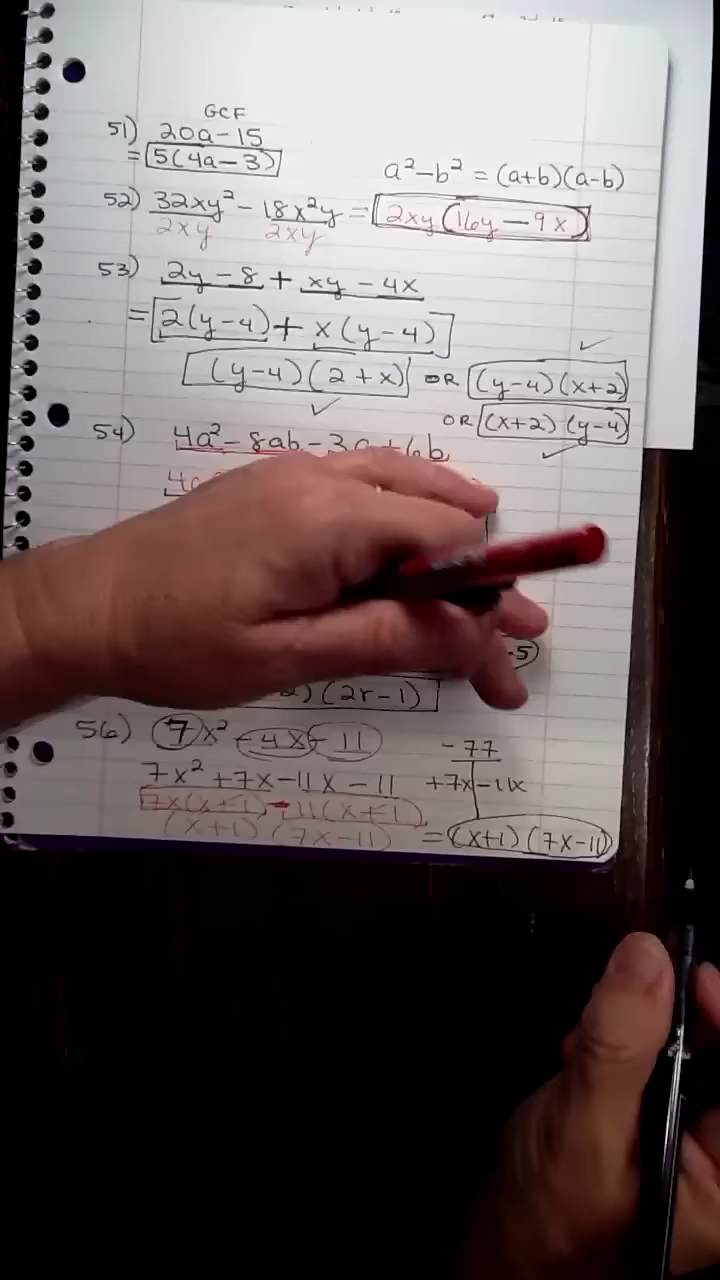 GCF
51) 20a-15
= 5(4a-3)
a²-b² = (a+b)(a-b)
52) 32xy² - 18x²y = 2xy(16y-9x)
2xy 2xy
53) 2y-8 + xy-4x
= 2(y-4) + x(y-4)
(y-4)(2+x) OR (y-4)(x+2)
OR (x+2)(y-4)
54) 4a² - 8ab - 3a + 6b
) (2r-1)
56) 7x² - 4x - 11
-77
7x² + 7x - 11x - 11
+7x -11x
7x(x+1) - 11(x+1)
(x+1) (7x-11) = (x+1)(7x-11)